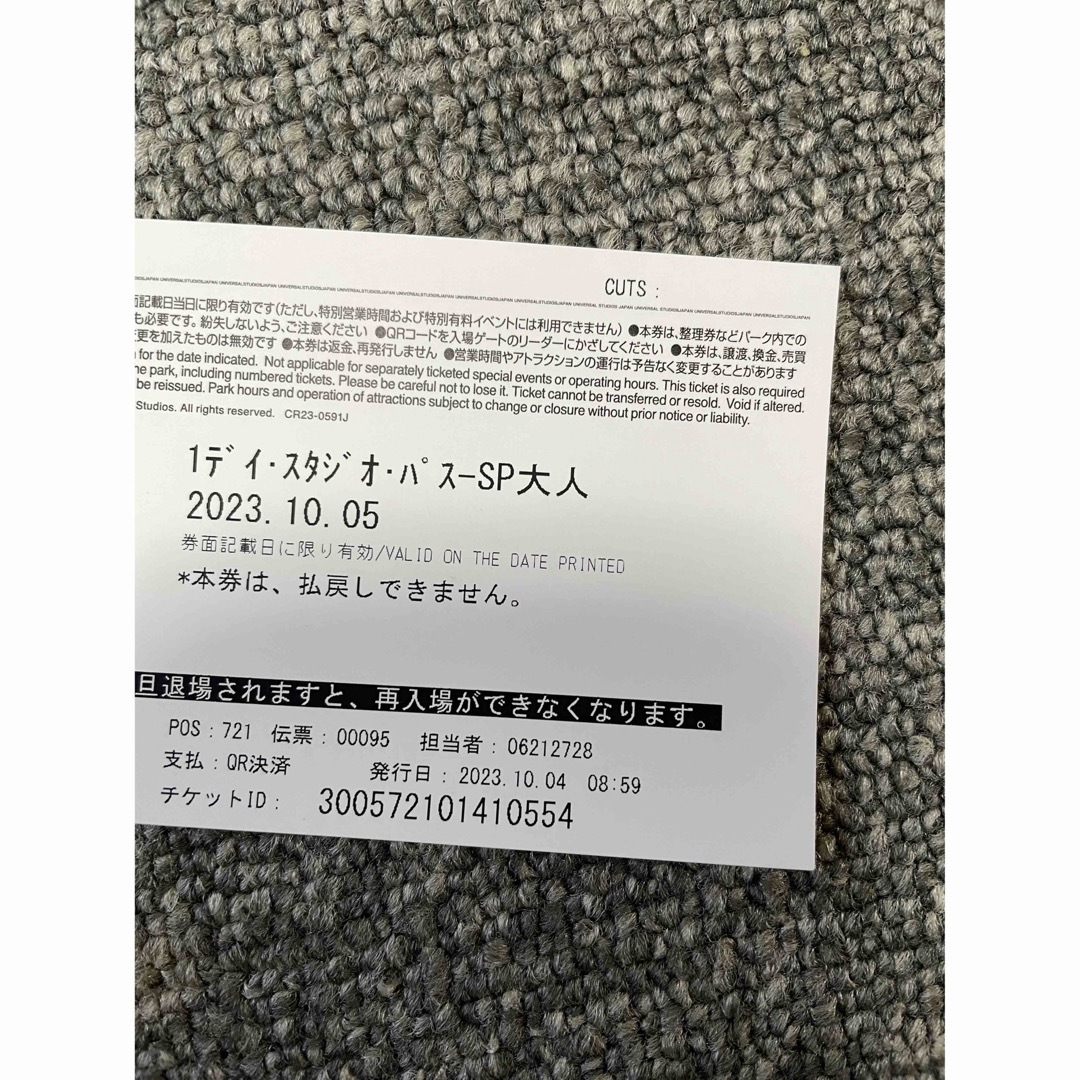 CUTS :
UNIVERSALSTUDIOSJAPAN UNIVERSALSTUDIOSJAPAN UNIVERSALSTUDIOSJAPAN UNIVERSALSTUDIOSJAPAN UNIVERSALSTUDIOSJAPAN
記載日当日に限り有効です(ただし、特別営業時間および特別有料イベントには利用できません) ●本券は、整理券などパーク内での
も必要です。紛失しないよう、ご注意ください ●QRコードを入場ゲートのリーダーにかざしてください ●本券は、譲渡、換金、売買
変更を加えたものは無効です ●本券は返金、再発行しません ●営業時間やアトラクションの運行は予告なく変更することがあります
for the date indicated. Not applicable for separately ticketed special events or operating hours. This ticket is also required
the park, including numbered tickets. Please be careful not to lose it. Ticket cannot be transferred or resold. Void if altered.
be reissued. Park hours and operation of attractions subject to change or closure without prior notice or liability.
Studios. All rights reserved. CR23-0591J
1ﾃﾞｲ･ｽﾀｼﾞｵ･ﾊﾟｽ-SP大人
2023.10.05
券面記載日に限り有効/VALID ON THE DATE PRINTED
*本券は、払戻しできません。
旦退場されますと、再入場ができなくなります。
POS：721 伝票：00095 担当者：06212728
支払：QR決済 発行日：2023.10.04 08:59
チケットID： 300572101410554